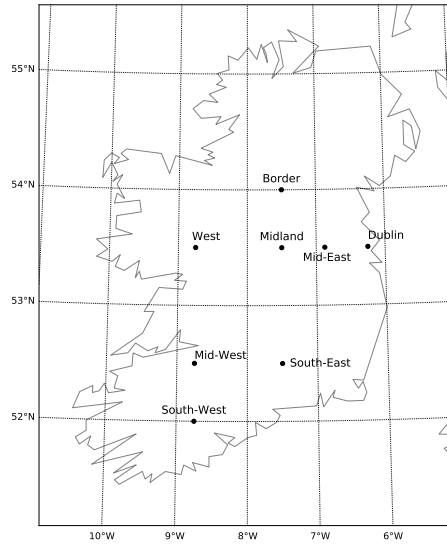 55°N
54°N
Border
West
Midland
Dublin
Mid-East
53°N
Mid-West
South-East
52°N
South-West
10°W
9°W
8°W
7°W
6°W